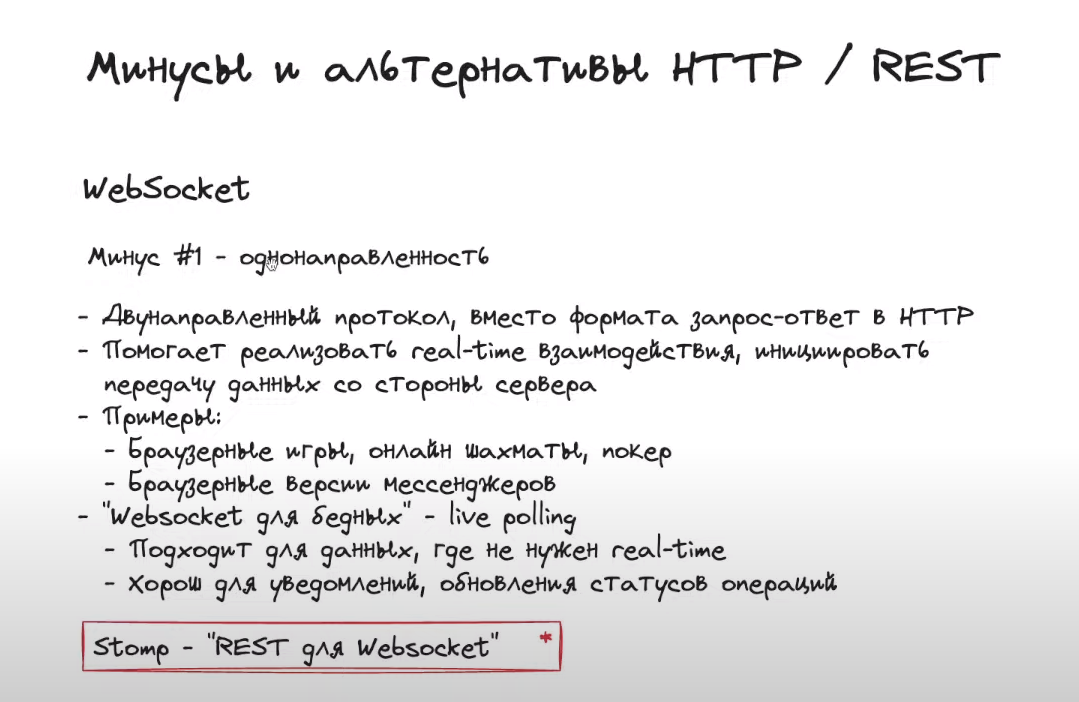 Минусы и альтернативы HTTP / REST
WebSocket
Минус #1 - однонаправленность
- Двунаправленный протокол, вместо формата запрос-ответ в HTTP
- Помогает реализовать real-time взаимодействия, инициировать
передачу данных со стороны сервера
- Примеры:
- Браузерные игры, онлайн шахматы, покер
- Браузерные версии мессенджеров
- "Websocket для бедных" - live polling
- Подходит для данных, где не нужен real-time
- Хорош для уведомлений, обновления статусов операций
Stomp - "REST для Websocket" *